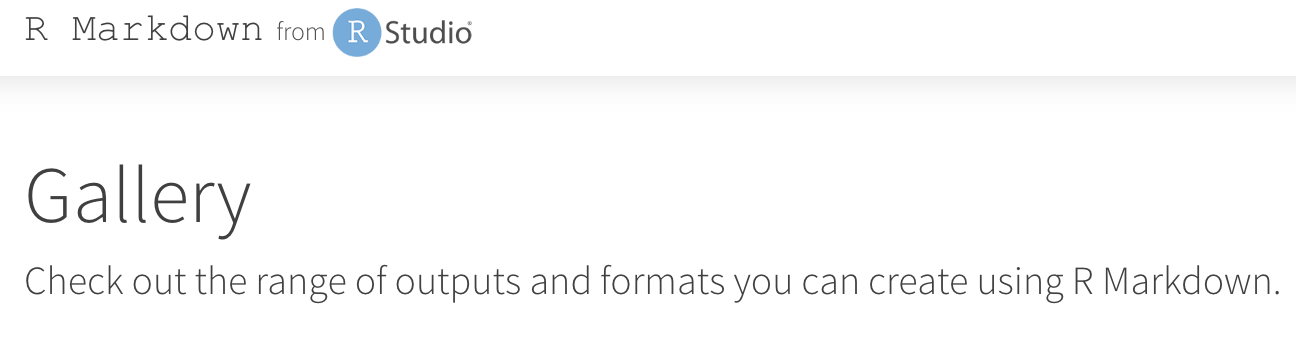 R Markdown from R Studio®
Gallery
Check out the range of outputs and formats you can create using R Markdown.